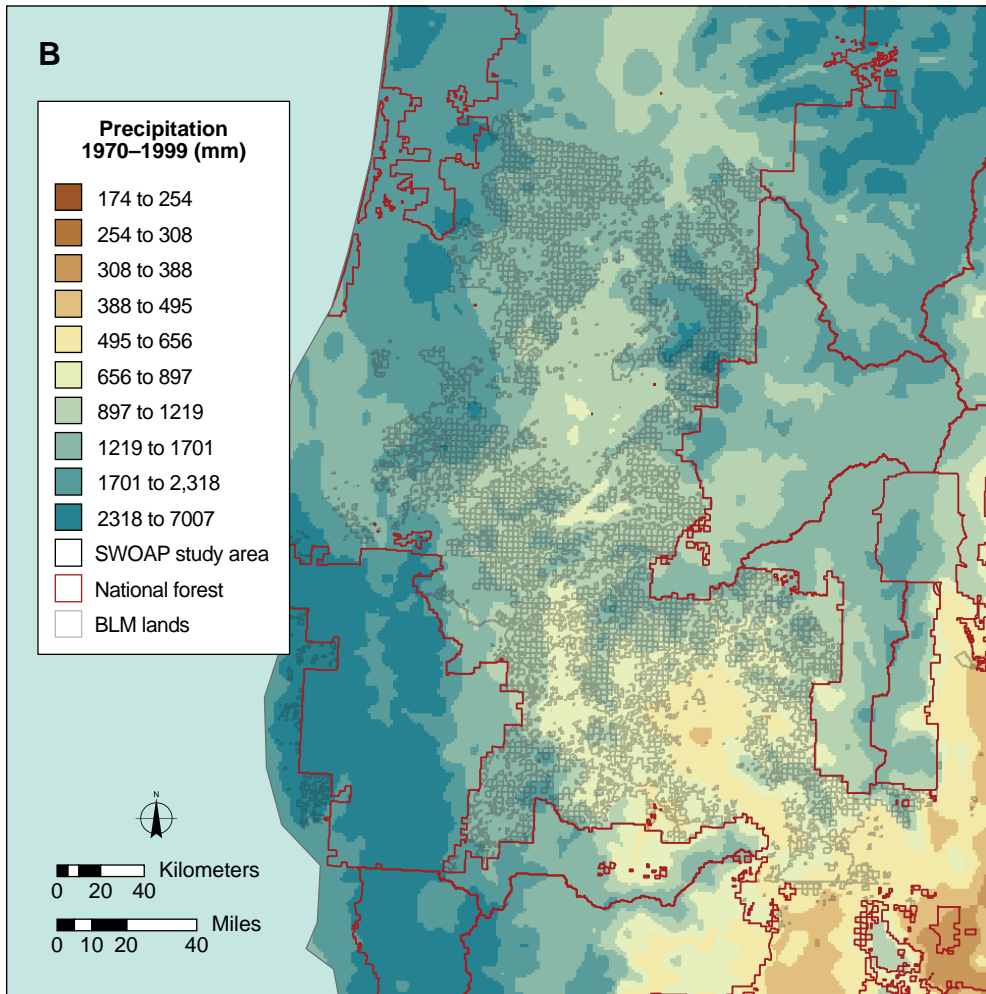 B
Precipitation
1970–1999 (mm)
174 to 254
254 to 308
308 to 388
388 to 495
495 to 656
656 to 897
897 to 1219
1219 to 1701
1701 to 2,318
2318 to 7007
SWOAP study area
National forest
BLM lands
N
Kilometers
0 20 40
Miles
0 10 20 40